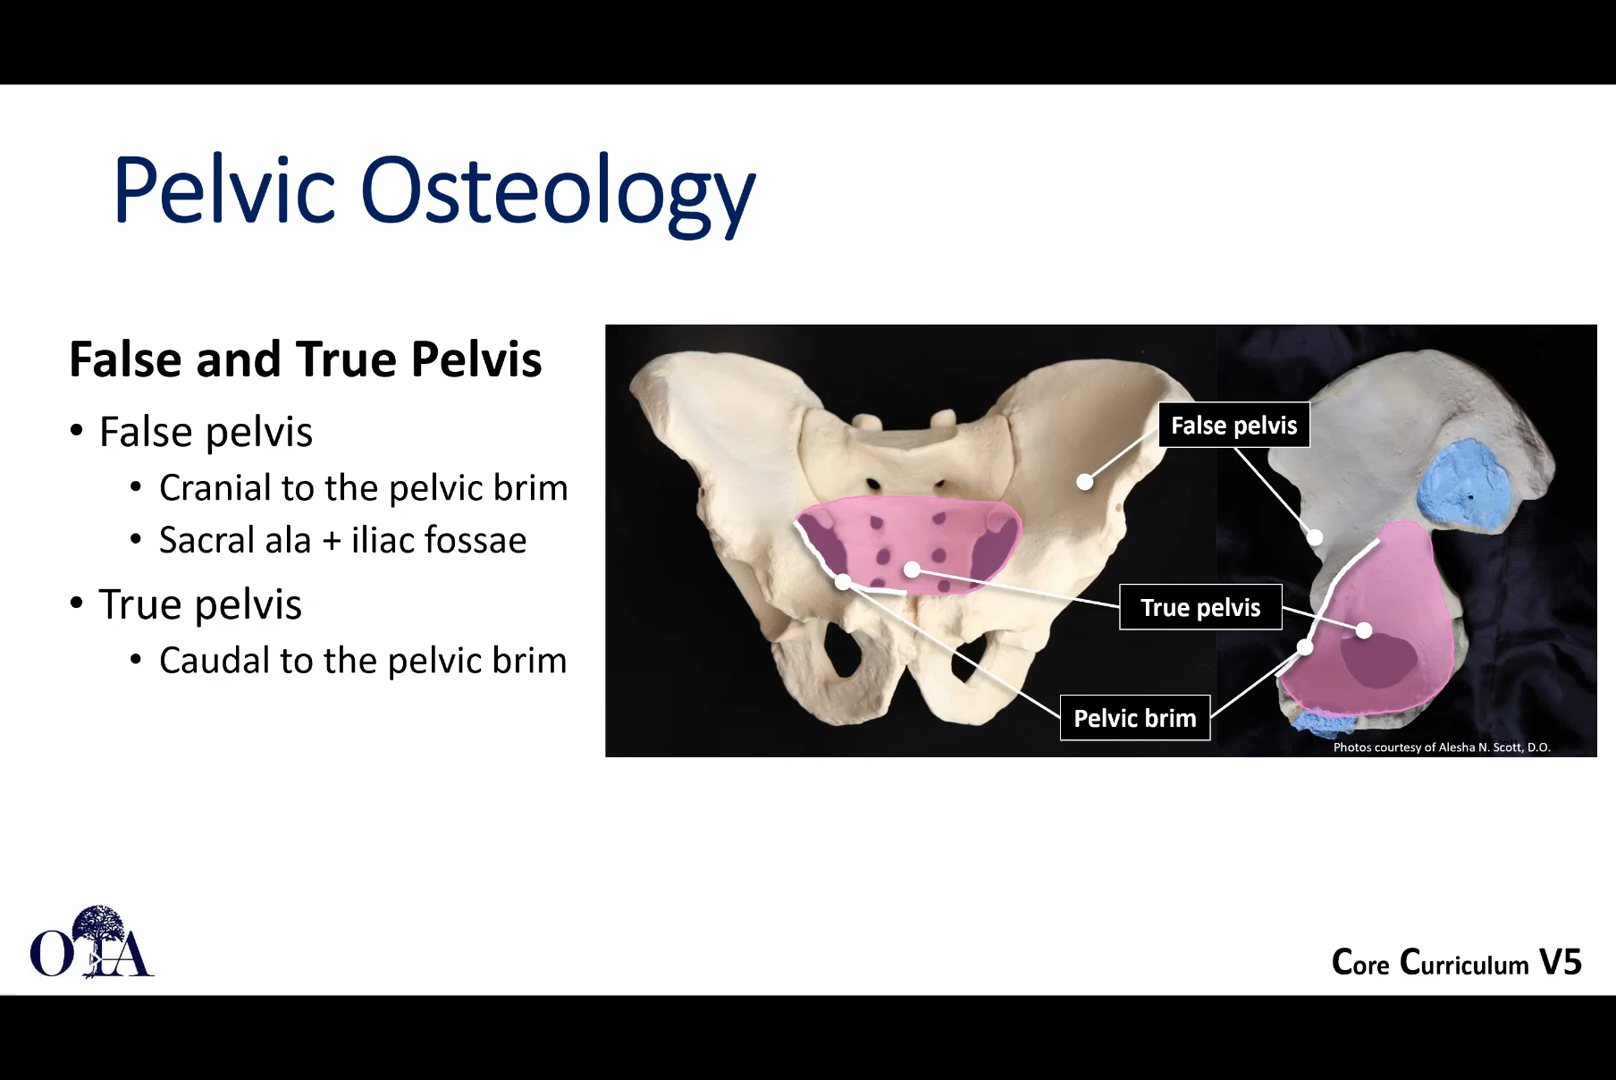 Pelvic Osteology
False and True Pelvis
• False pelvis
• Cranial to the pelvic brim
• Sacral ala + iliac fossae
• True pelvis
• Caudal to the pelvic brim
False pelvis
True pelvis
Pelvic brim
Photos courtesy of Alesha N. Scott, D.O.
OTA
Core Curriculum V5